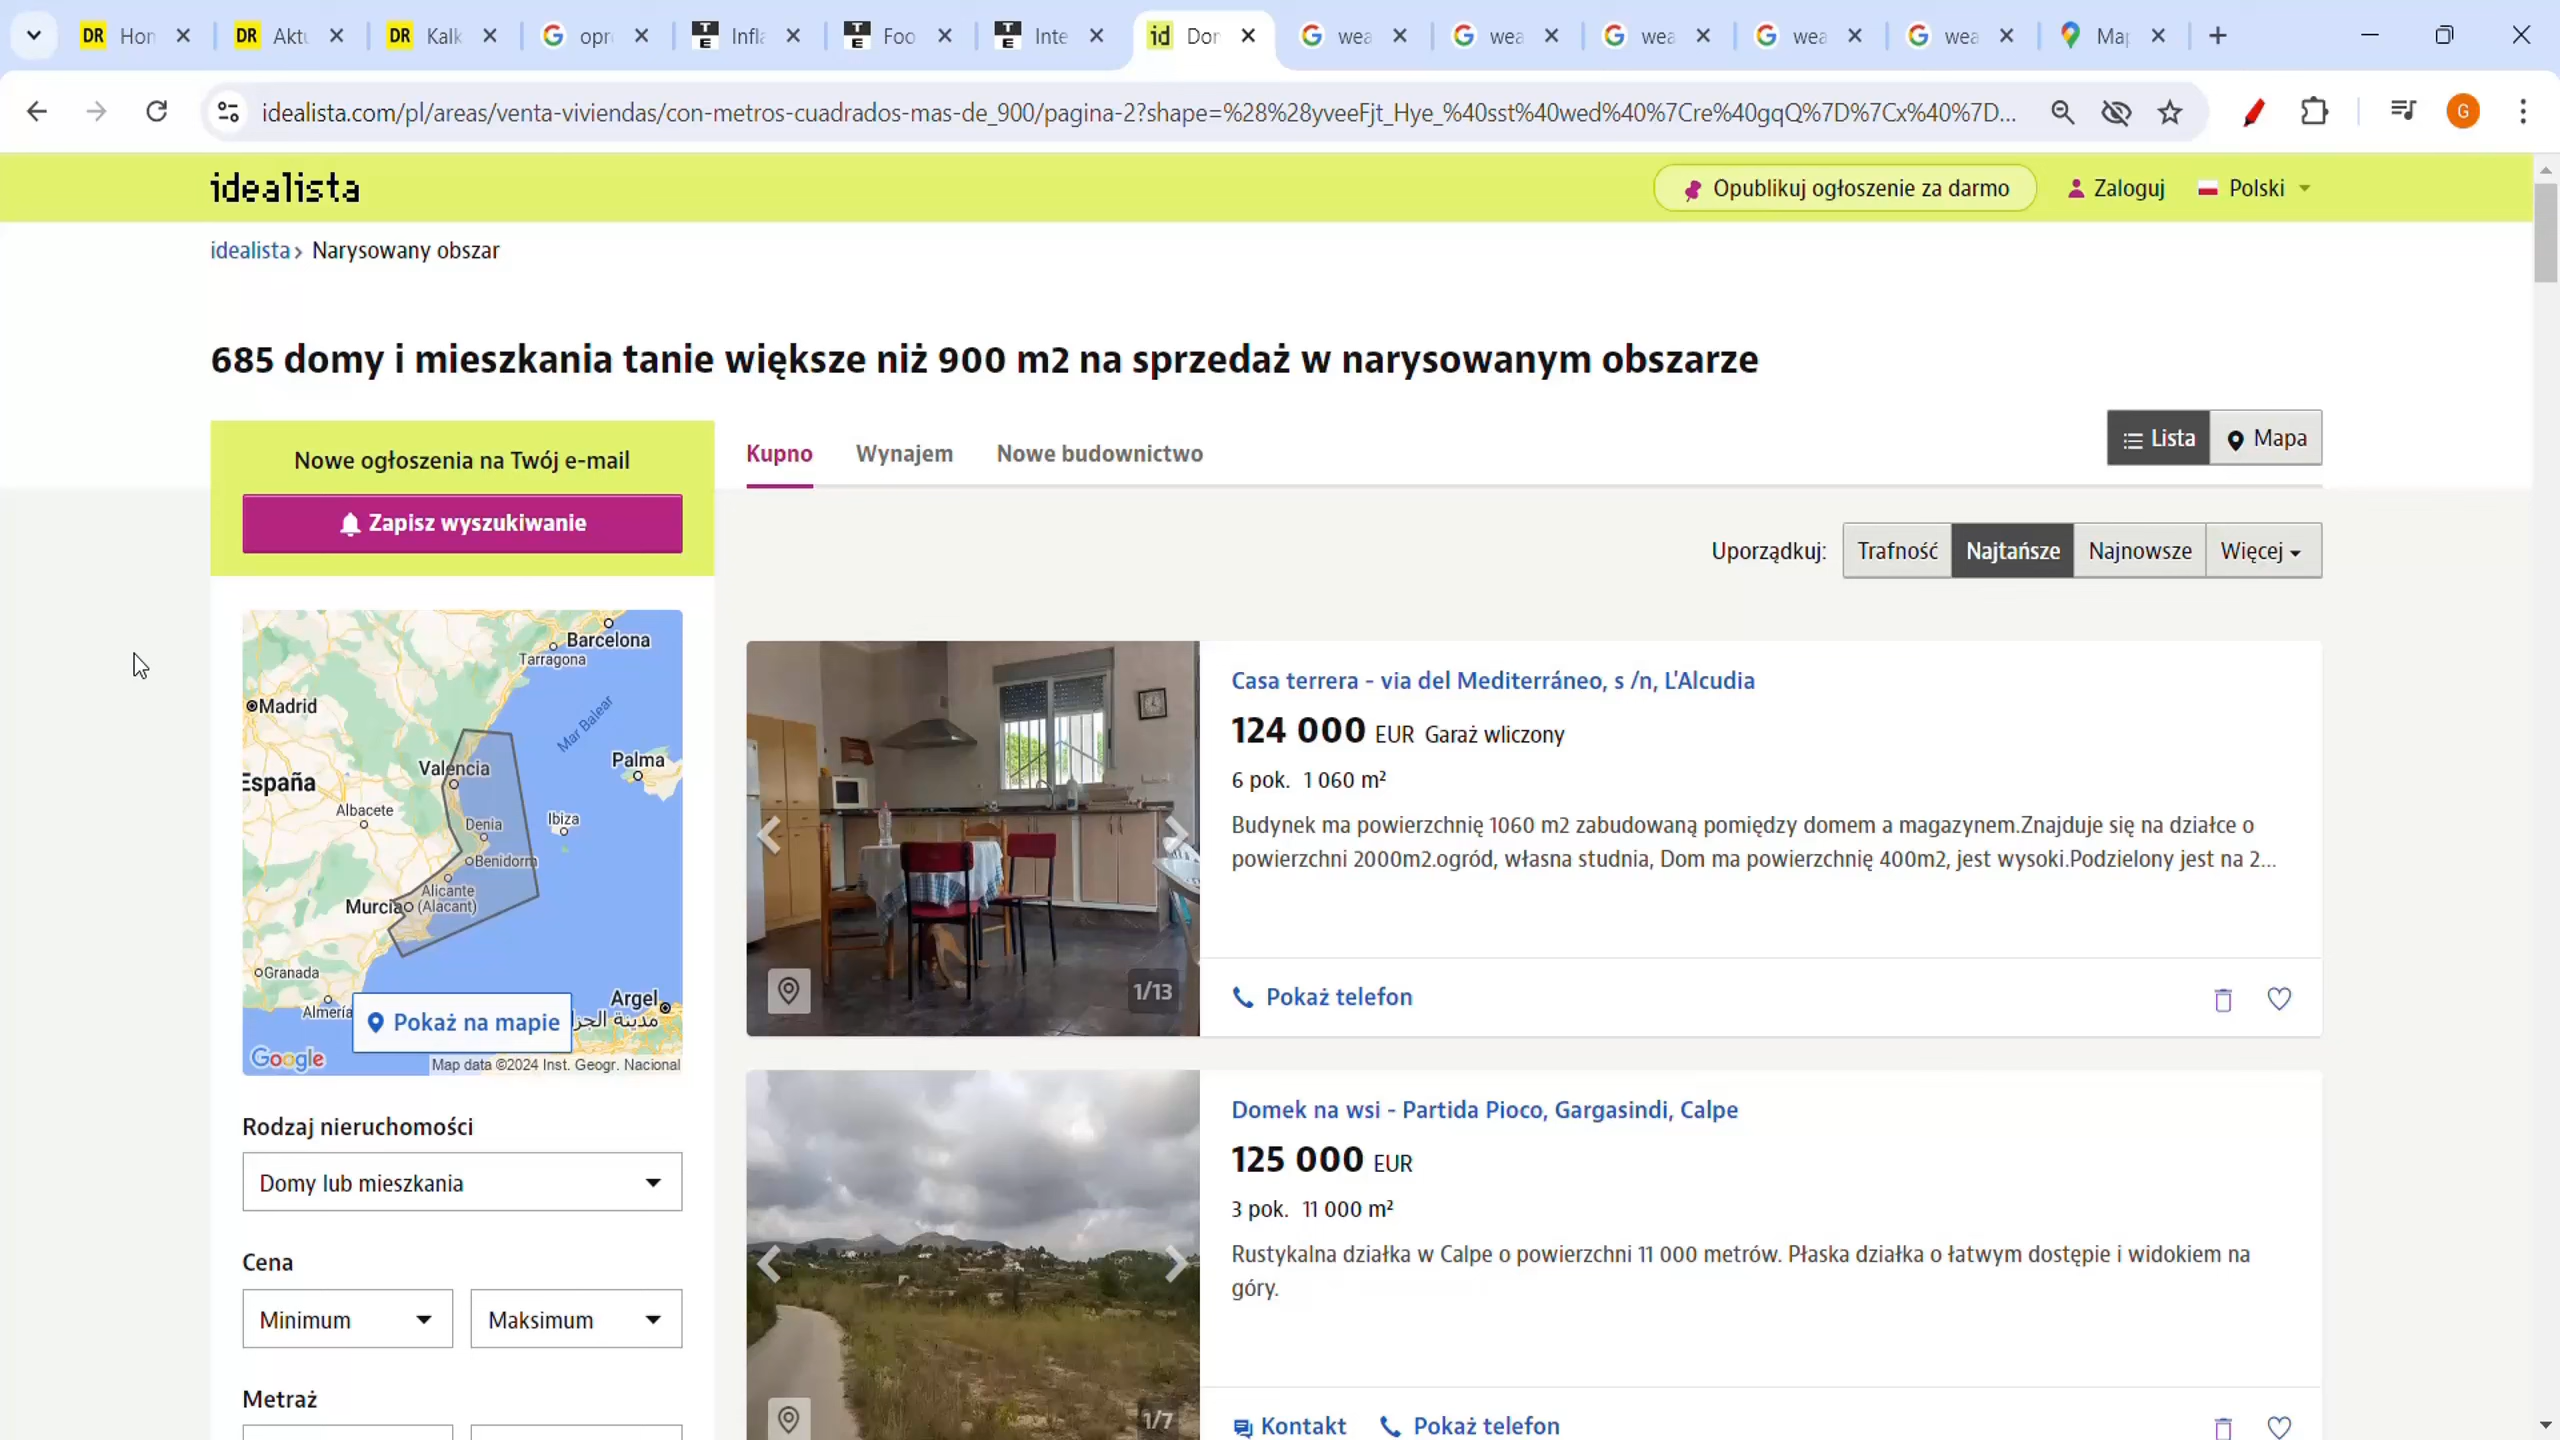 DR Hon
DR Aktu
DR Kalk
opr
Infla
Foo
Inte
id Dor
wea
wea
wea
wea
wea
Map
idealista.com/pl/areas/venta-viviendas/con-metros-cuadrados-mas-de_900/pagina-2?shape=%28%28yveeFjt_Hye_%40sst%40wed%40%7Cre%40gqQ%7D%7Cx%40%7D...
G
idealista
Opublikuj ogłoszenie za darmo
Zaloguj
Polski
idealista › Narysowany obszar
685 domy i mieszkania tanie większe niż 900 m2 na sprzedaż w narysowanym obszarze
Nowe ogłoszenia na Twój e-mail
Zapisz wyszukiwanie
Kupno Wynajem Nowe budownictwo
Lista Mapa
Uporządkuj: Trafność Najtańsze Najnowsze Więcej
Barcelona
Tarragona
Madrid
Mar Balear
Palma
Valencia
España
Albacete
Ibiza
Denia
Benidorm
Alicante
(Alacant)
Murcia
Granada
Almería
Argel
Pokaż na mapie
Google
Map data ©2024 Inst. Geogr. Nacional
Rodzaj nieruchomości
Domy lub mieszkania
Cena
Minimum Maksimum
Metraż
1/13
Casa terrera - via del Mediterráneo, s /n, L'Alcudia
124 000 EUR Garaż wliczony
6 pok. 1 060 m²
Budynek ma powierzchnię 1060 m2 zabudowaną pomiędzy domem a magazynem.Znajduje się na działce o
powierzchni 2000m2.ogród, własna studnia, Dom ma powierzchnię 400m2, jest wysoki.Podzielony jest na 2...
Pokaż telefon
1/7
Domek na wsi - Partida Pioco, Gargasindi, Calpe
125 000 EUR
3 pok. 11 000 m²
Rustykalna działka w Calpe o powierzchni 11 000 metrów. Płaska działka o łatwym dostępie i widokiem na
góry.
Kontakt Pokaż telefon